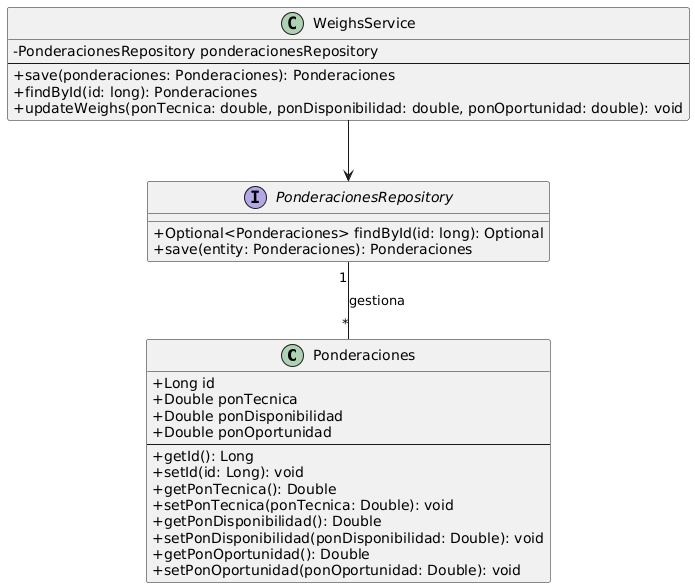 C WeighsService
-PonderacionesRepository ponderacionesRepository
+save(ponderaciones: Ponderaciones): Ponderaciones
+findById(id: long): Ponderaciones
+updateWeighs(ponTecnica: double, ponDisponibilidad: double, ponOportunidad: double): void
I PonderacionesRepository
+Optional<Ponderaciones> findById(id: long): Optional
+save(entity: Ponderaciones): Ponderaciones
1
gestiona
*
C Ponderaciones
+Long id
+Double ponTecnica
+Double ponDisponibilidad
+Double ponOportunidad
+getId(): Long
+setId(id: Long): void
+getPonTecnica(): Double
+setPonTecnica(ponTecnica: Double): void
+getPonDisponibilidad(): Double
+setPonDisponibilidad(ponDisponibilidad: Double): void
+getPonOportunidad(): Double
+setPonOportunidad(ponOportunidad: Double): void